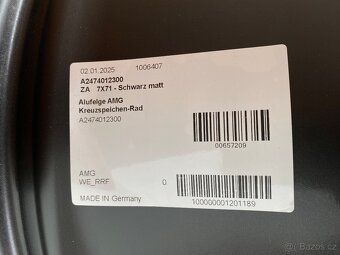 02.01.2025 1006407
A2474012300
ZA 7X71 - Schwarz matt
Alufelge AMG
Kreuzspeichen-Rad
A2474012300
00657209
AMG
WE_RRF 0
MADE IN Germany
100000001201189
Bazoš.cz